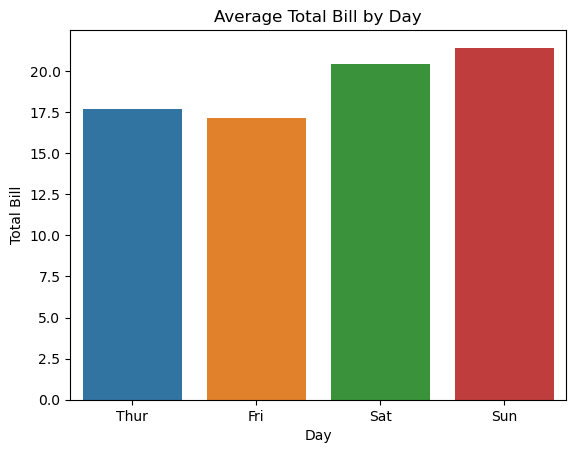 Average Total Bill by Day
Total Bill
20.0
17.5
15.0
12.5
10.0
7.5
5.0
2.5
0.0
Thur Fri Sat Sun
Day